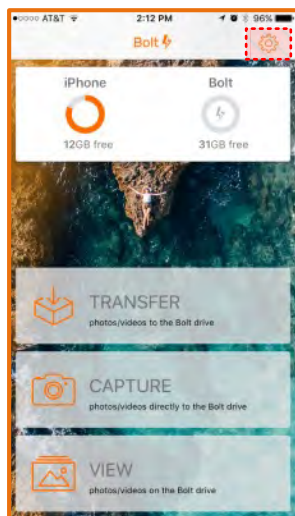 AT&T 2:12 PM 96%
Bolt
iPhone Bolt
12GB free 31GB free
TRANSFER
photos/videos to the Bolt drive
CAPTURE
photos/videos directly to the Bolt drive
VIEW
photos/videos on the Bolt drive